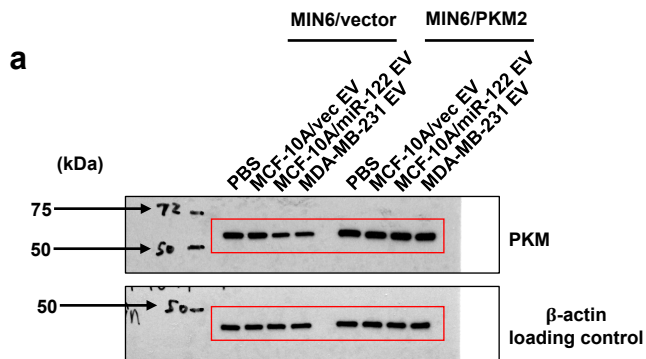 MIN6/vector MIN6/PKM2
a
PBS
MCF-10A/vec EV
MCF-10A/miR-122 EV
MDA-MB-231 EV
PBS
MCF-10A/vec EV
MCF-10A/miR-122 EV
MDA-MB-231 EV
(kDa)
75 72
50 50
PKM
50 50
β-actin
loading control